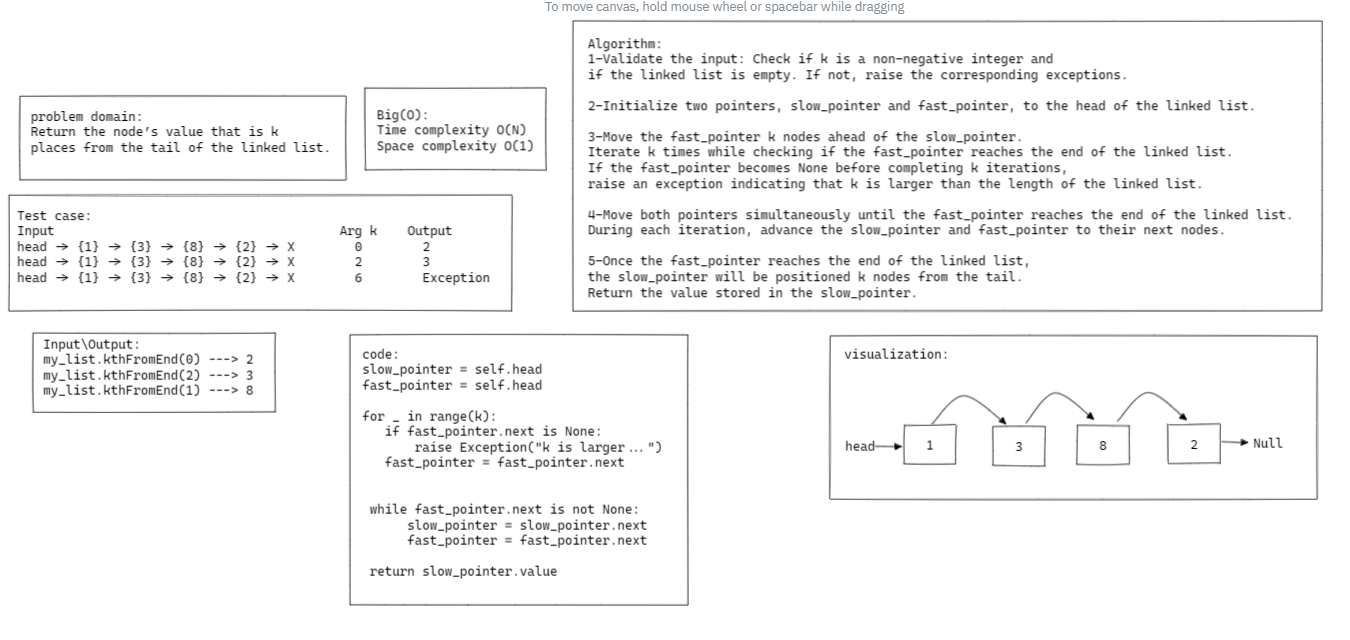 To move canvas, hold mouse wheel or spacebar while dragging
problem domain:
Return the node's value that is k
places from the tail of the linked list.
Big(O):
Time complexity O(N)
Space complexity O(1)
Algorithm:
1-Validate the input: Check if k is a non-negative integer and
if the linked list is empty. If not, raise the corresponding exceptions.
2-Initialize two pointers, slow_pointer and fast_pointer, to the head of the linked list.
3-Move the fast_pointer k nodes ahead of the slow_pointer.
Iterate k times while checking if the fast_pointer reaches the end of the linked list.
If the fast_pointer becomes None before completing k iterations,
raise an exception indicating that k is larger than the length of the linked list.
4-Move both pointers simultaneously until the fast_pointer reaches the end of the linked list.
During each iteration, advance the slow_pointer and fast_pointer to their next nodes.
5-Once the fast_pointer reaches the end of the linked list,
the slow_pointer will be positioned k nodes from the tail.
Return the value stored in the slow_pointer.
Test case:
Input Arg k Output
head → {1} → {3} → {8} → {2} → X 0 2
head → {1} → {3} → {8} → {2} → X 2 3
head → {1} → {3} → {8} → {2} → X 6 Exception
Input\Output:
my_list.kthFromEnd(0) ---> 2
my_list.kthFromEnd(2) ---> 3
my_list.kthFromEnd(1) ---> 8
code:
slow_pointer = self.head
fast_pointer = self.head
for _ in range(k):
if fast_pointer.next is None:
raise Exception("k is larger ... ")
fast_pointer = fast_pointer.next
while fast_pointer.next is not None:
slow_pointer = slow_pointer.next
fast_pointer = fast_pointer.next
return slow_pointer.value
visualization:
head 1 3 8 2 Null